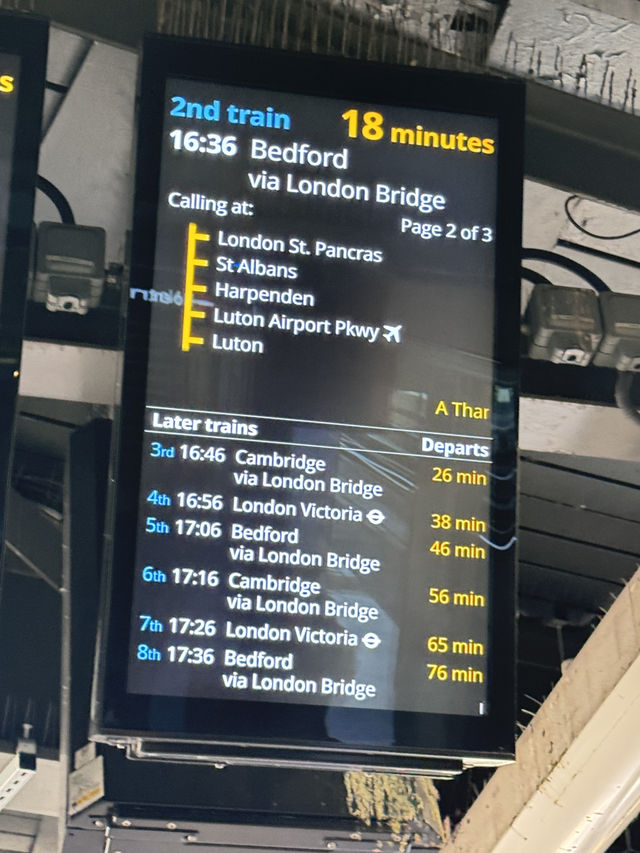 s
2nd train 18 minutes
16:36 Bedford
via London Bridge
Calling at:
Page 2 of 3
London St. Pancras
St Albans
Harpenden
Luton Airport Pkwy
Luton
A Thar
Later trains Departs
3rd 16:46 Cambridge 26 min
via London Bridge
4th 16:56 London Victoria 38 min
5th 17:06 Bedford 46 min
via London Bridge
6th 17:16 Cambridge 56 min
via London Bridge
7th 17:26 London Victoria 65 min
8th 17:36 Bedford 76 min
via London Bridge